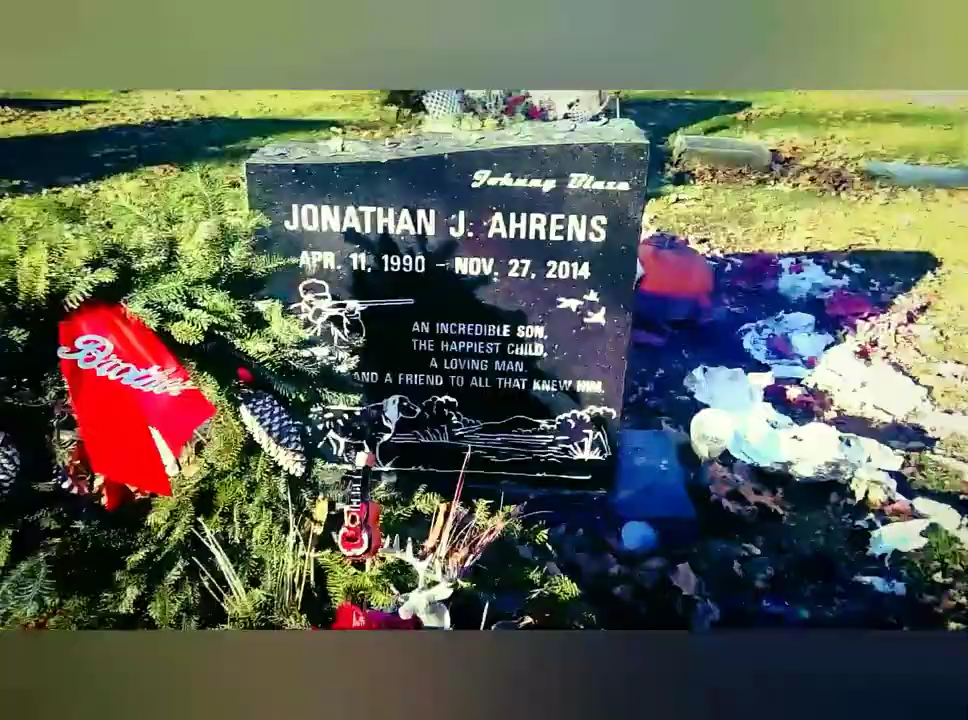 Johnny Blaze
JONATHAN J. AHRENS
APR. 11, 1990 - NOV. 27, 2014
AN INCREDIBLE SON,
THE HAPPIEST CHILD,
A LOVING MAN.
AND A FRIEND TO ALL THAT KNEW HIM.
Brother